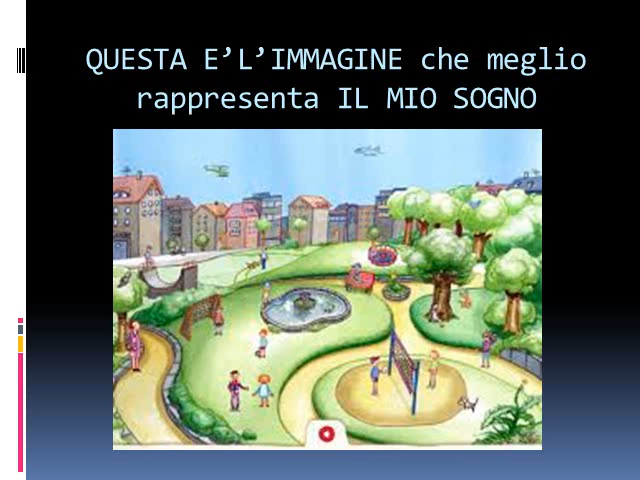 QUESTA E’L’IMMAGINE che meglio
rappresenta IL MIO SOGNO